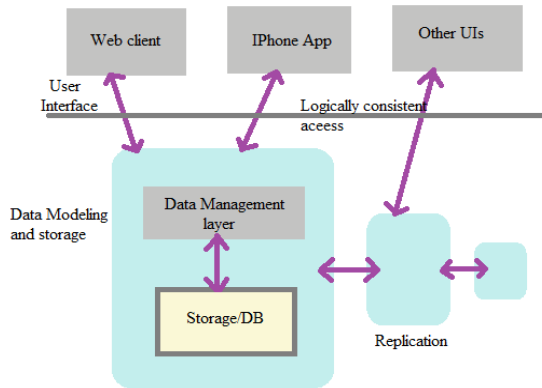 Web client
IPhone App
Other UIs
User
Interface
Logically consistent
aceess
Data Modeling
and storage
Data Management
layer
Storage/DB
Replication